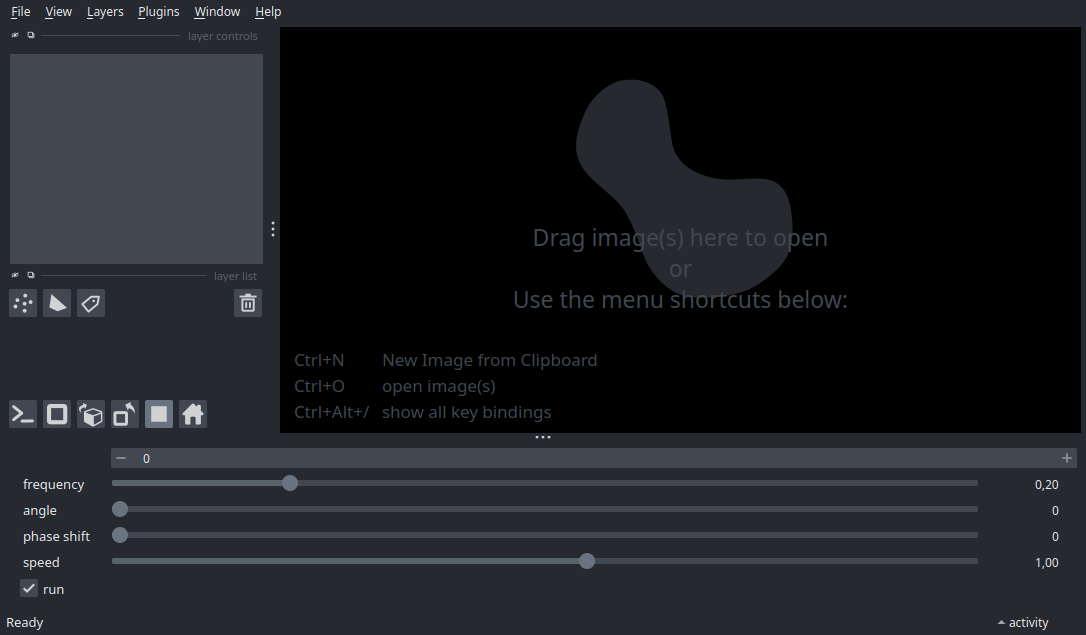 File View Layers Plugins Window Help
layer controls
Drag image(s) here to open
or
Use the menu shortcuts below:
layer list
Ctrl+N New Image from Clipboard
Ctrl+O open image(s)
Ctrl+Alt+/ show all key bindings
0
frequency 0,20
angle 0
phase shift 0
speed 1,00
run
Ready activity